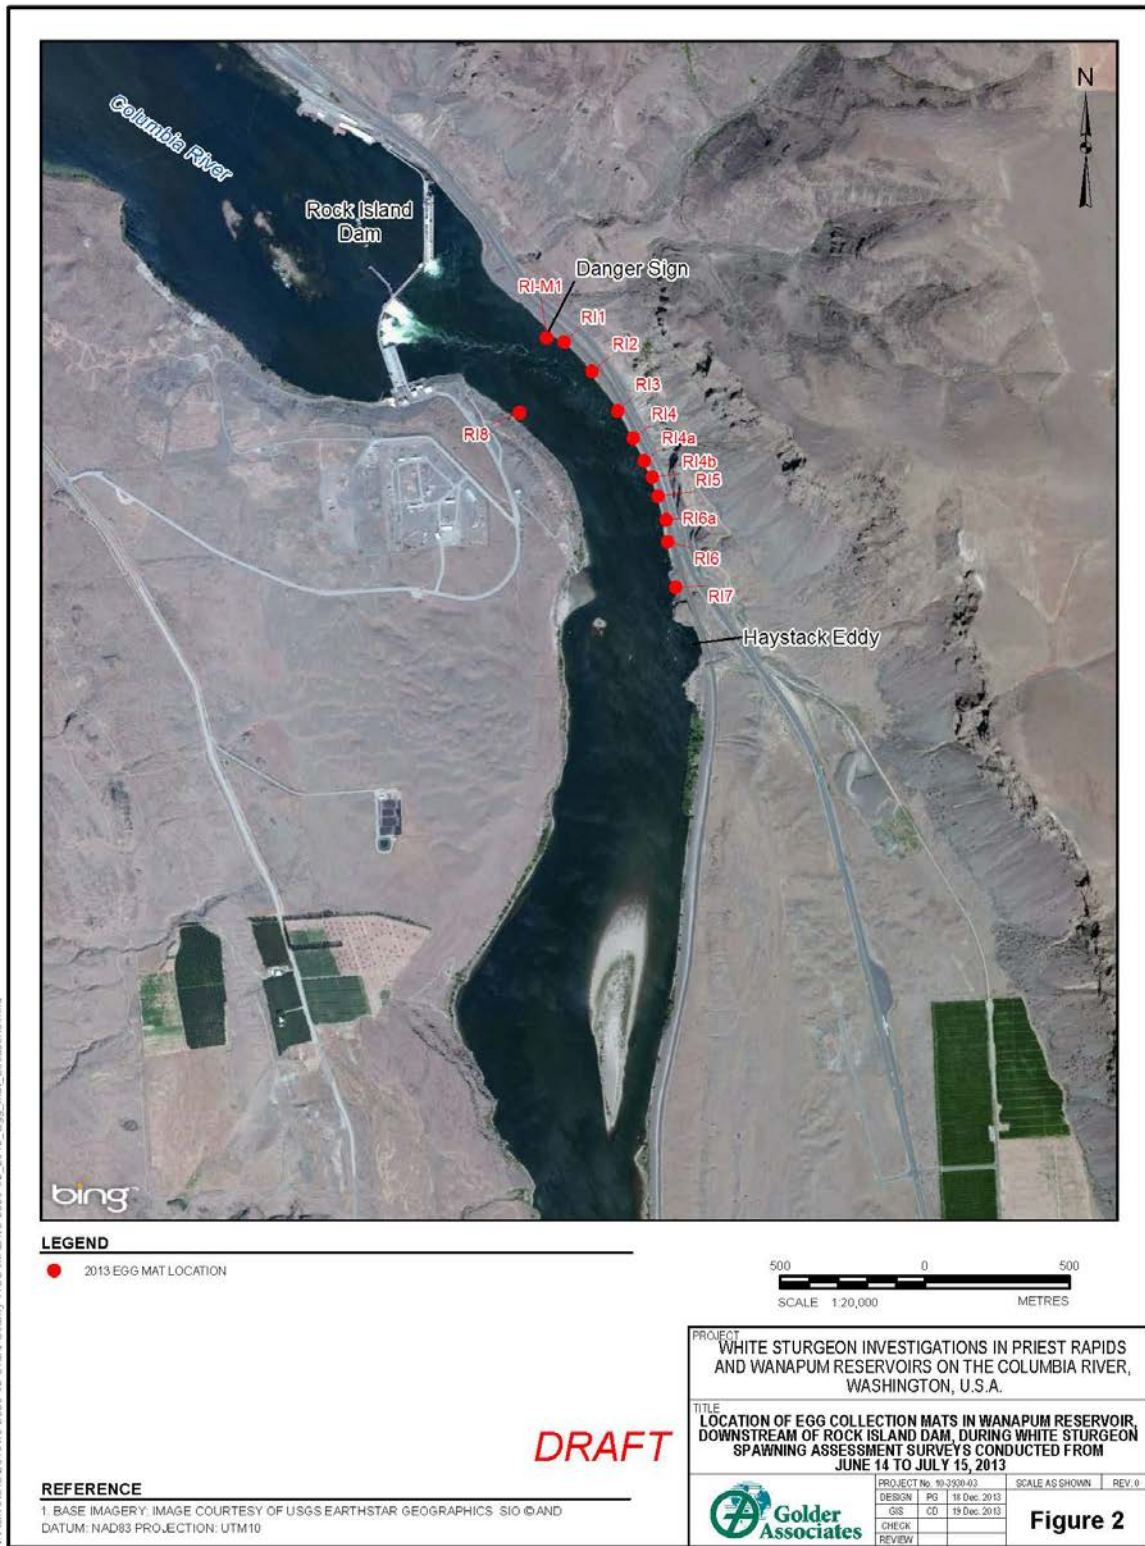 N
Columbia River
Rock Island
Dam
Danger Sign
RI-M1
RI1
RI2
RI3
RI4
RI8
RI4a
RI4b
RI5
RI6a
RI6
RI7
Haystack Eddy
bing
LEGEND
2013 EGG MAT LOCATION
500 0 500
SCALE 1:20,000 METRES
PROJECT
WHITE STURGEON INVESTIGATIONS IN PRIEST RAPIDS
AND WANAPUM RESERVOIRS ON THE COLUMBIA RIVER,
WASHINGTON, U.S.A.
TITLE
LOCATION OF EGG COLLECTION MATS IN WANAPUM RESERVOIR,
DOWNSTREAM OF ROCK ISLAND DAM, DURING WHITE STURGEON
SPAWNING ASSESSMENT SURVEYS CONDUCTED FROM
JUNE 14 TO JULY 15, 2013
DRAFT
REFERENCE
1. BASE IMAGERY: IMAGE COURTESY OF USGS EARTHSTAR GEOGRAPHICS SIO © AND
DATUM: NAD83 PROJECTION: UTM10
Golder
Associates
PROJECT No. 10-3930-03 SCALE AS SHOWN REV. 0
DESIGN PG 18 Dec. 2013
GIS CD 19 Dec. 2013
CHECK
REVIEW
Figure 2